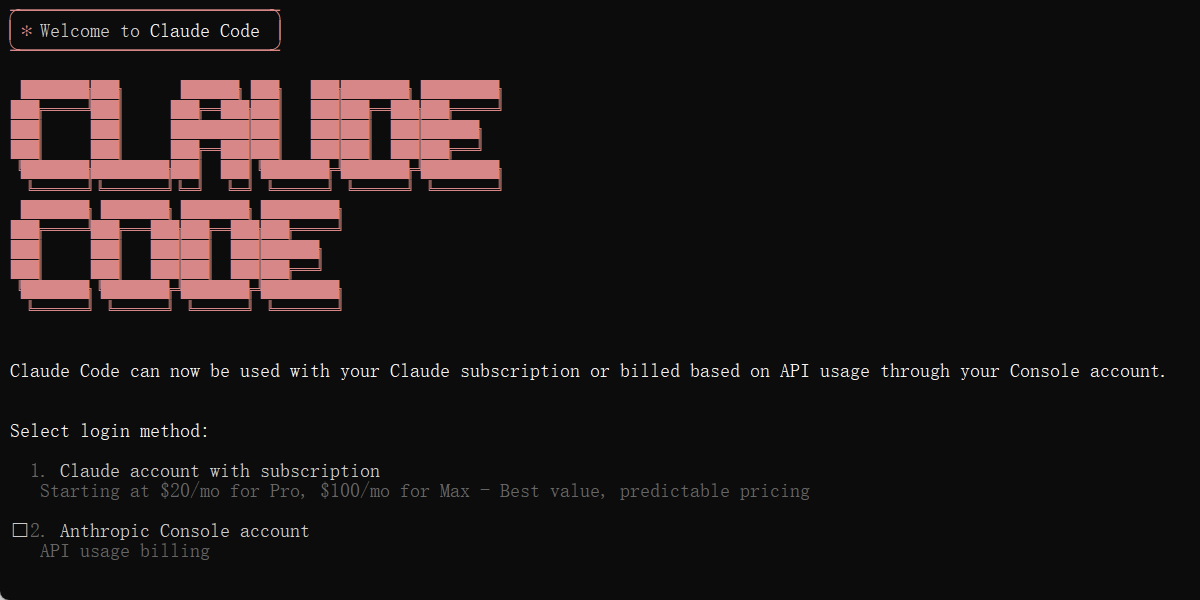 * Welcome to Claude Code
CLAUDE
CODE
Claude Code can now be used with your Claude subscription or billed based on API usage through your Console account.
Select login method:
1. Claude account with subscription
Starting at $20/mo for Pro, $100/mo for Max - Best value, predictable pricing
□2. Anthropic Console account
API usage billing